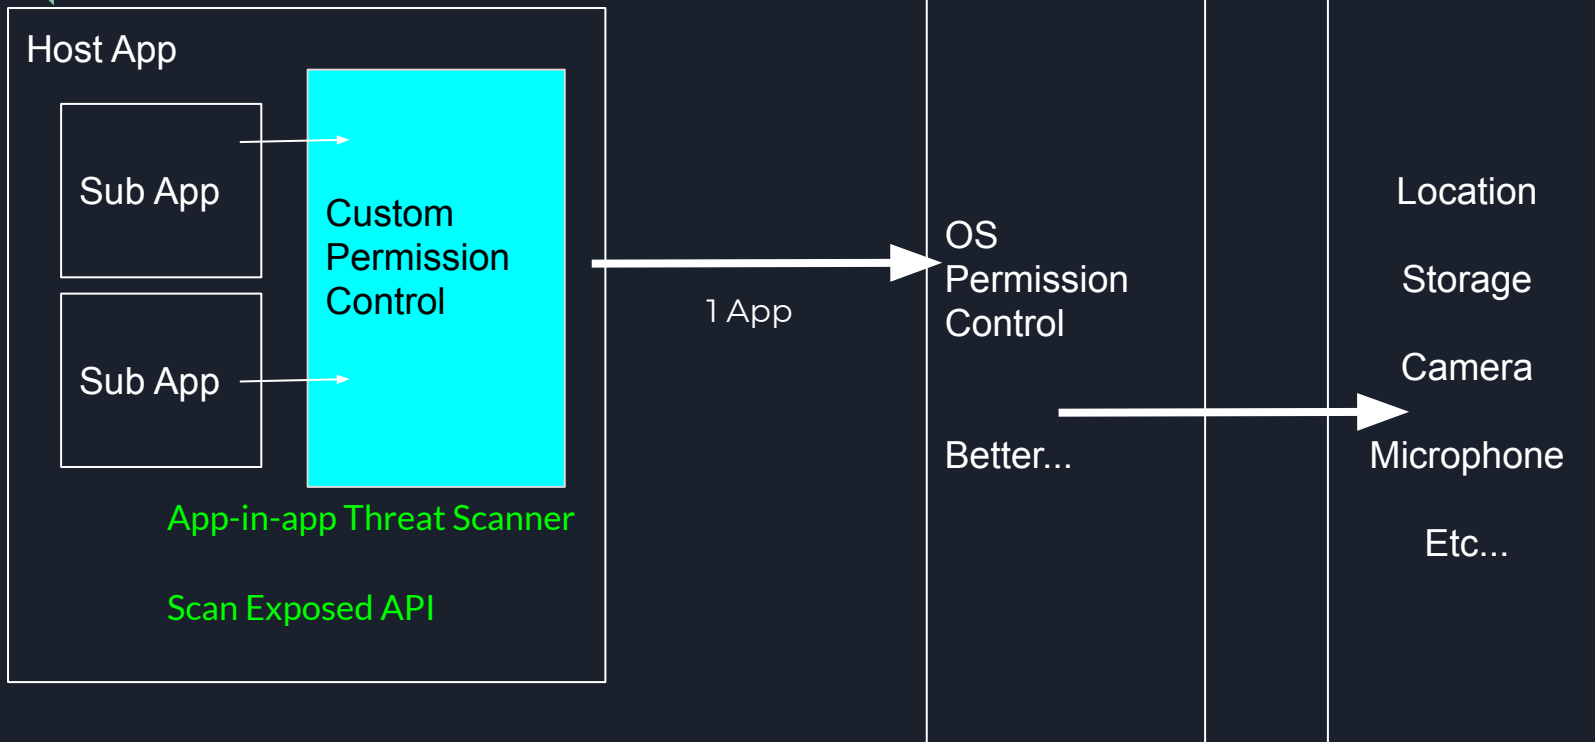 Host App
Sub App
Sub App
Custom
Permission
Control
App-in-app Threat Scanner
Scan Exposed API
1 App
OS
Permission
Control
Better...
Location
Storage
Camera
Microphone
Etc...